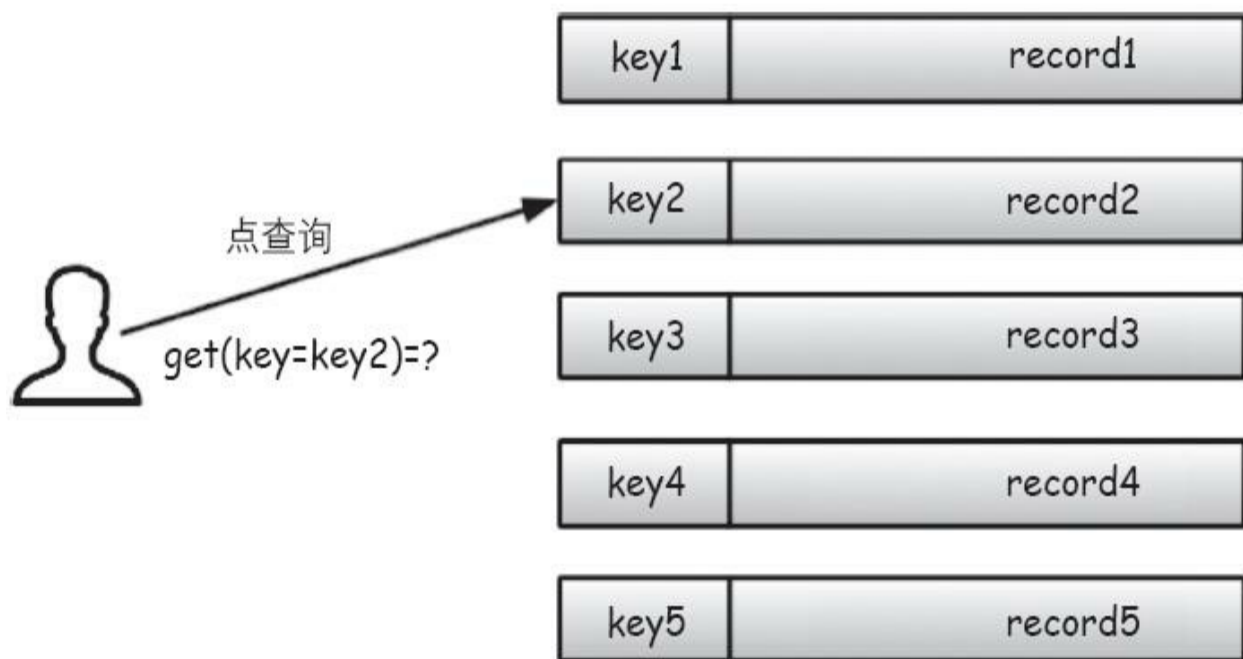 key1 record1
key2 record2
点查询
get(key=key2)=?
key3 record3
key4 record4
key5 record5